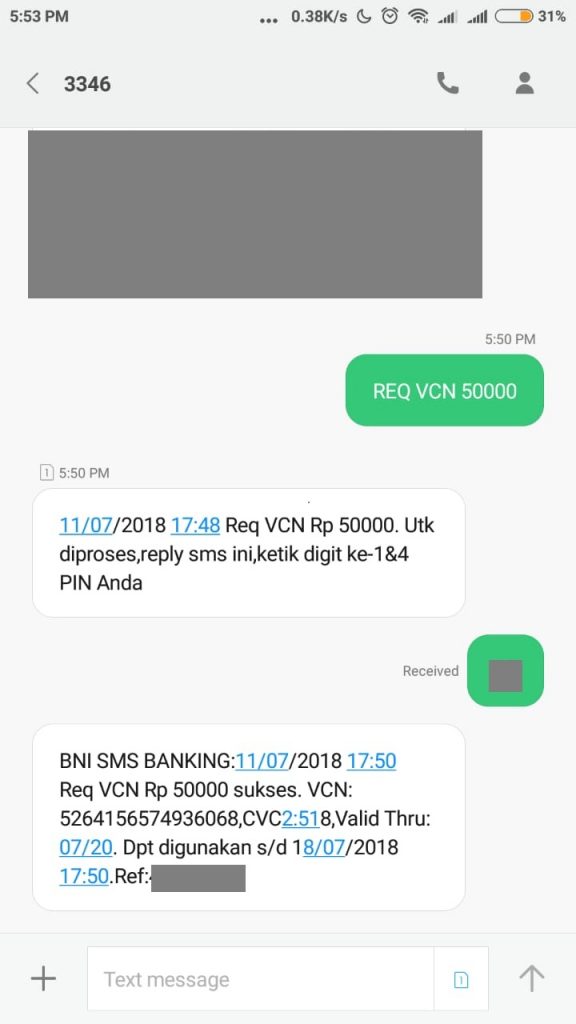 5:53 PM ... 0.38K/s 31%
3346
5:50 PM
REQ VCN 50000
1 5:50 PM
11/07/2018 17:48 Req VCN Rp 50000. Utk
diproses,reply sms ini,ketik digit ke-1&4
PIN Anda
Received
BNI SMS BANKING:11/07/2018 17:50
Req VCN Rp 50000 sukses. VCN:
5264156574936068,CVC2:518,Valid Thru:
07/20. Dpt digunakan s/d 18/07/2018
17:50.Ref:
Text message 1